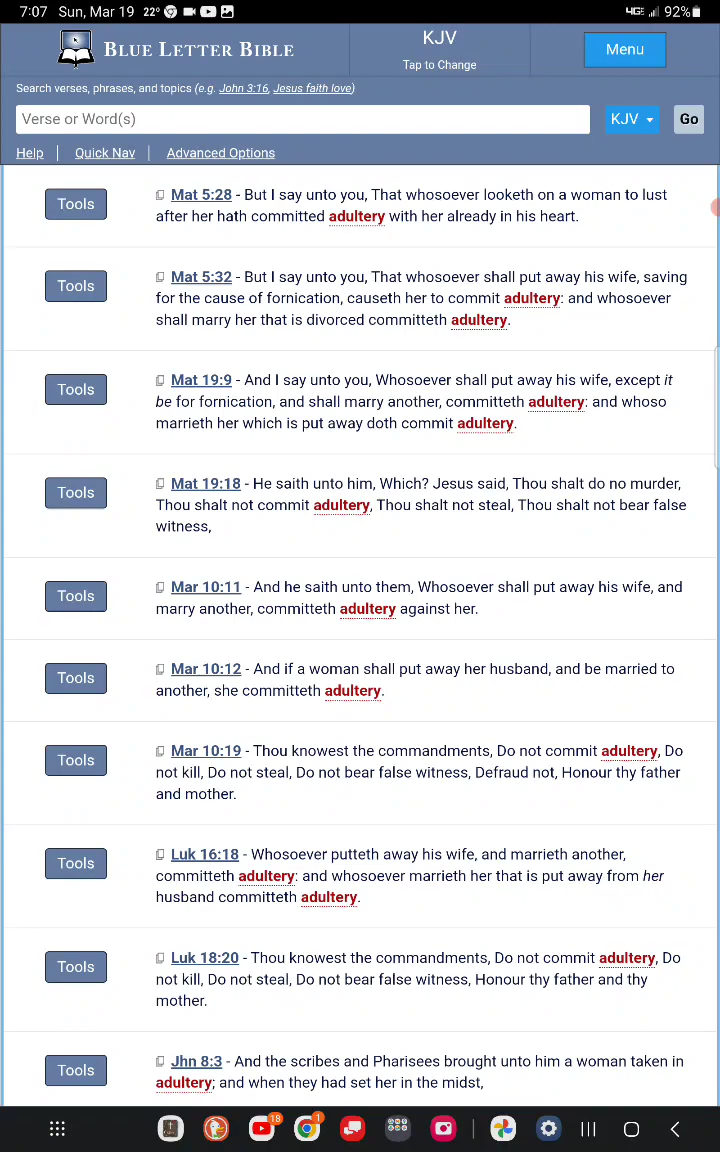 7:07 Sun, Mar 19 22° 4GE 92%
BLUE LETTER BIBLE
KJV
Tap to Change
Menu
Search verses, phrases, and topics (e.g. John 3:16, Jesus faith love)
Verse or Word(s)
KJV
Go
Help
Quick Nav
Advanced Options
Tools
Mat 5:28 - But I say unto you, That whosoever looketh on a woman to lust
after her hath committed adultery with her already in his heart.
Tools
Mat 5:32 - But I say unto you, That whosoever shall put away his wife, saving
for the cause of fornication, causeth her to commit adultery: and whosoever
shall marry her that is divorced committeth adultery.
Tools
Mat 19:9 - And I say unto you, Whosoever shall put away his wife, except it
be for fornication, and shall marry another, committeth adultery: and whoso
marrieth her which is put away doth commit adultery.
Tools
Mat 19:18 - He saith unto him, Which? Jesus said, Thou shalt do no murder,
Thou shalt not commit adultery, Thou shalt not steal, Thou shalt not bear false
witness,
Tools
Mar 10:11 - And he saith unto them, Whosoever shall put away his wife, and
marry another, committeth adultery against her.
Tools
Mar 10:12 - And if a woman shall put away her husband, and be married to
another, she committeth adultery.
Tools
Mar 10:19 - Thou knowest the commandments, Do not commit adultery, Do
not kill, Do not steal, Do not bear false witness, Defraud not, Honour thy father
and mother.
Tools
Luk 16:18 - Whosoever putteth away his wife, and marrieth another,
committeth adultery: and whosoever marrieth her that is put away from her
husband committeth adultery.
Tools
Luk 18:20 - Thou knowest the commandments, Do not commit adultery, Do
not kill, Do not steal, Do not bear false witness, Honour thy father and thy
mother.
Tools
Jhn 8:3 - And the scribes and Pharisees brought unto him a woman taken in
adultery; and when they had set her in the midst,
18
1